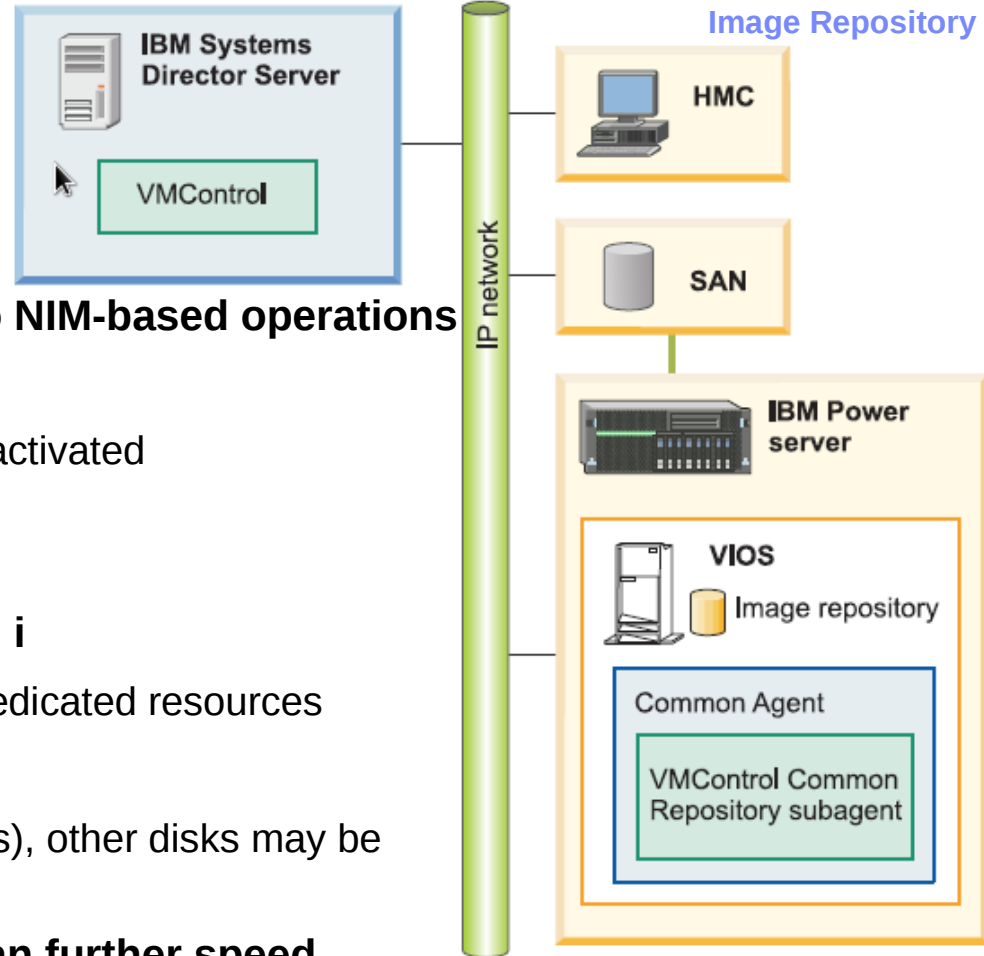 Image Repository
IBM Systems
Director Server
VMControl
IP network
HMC
SAN
IBM Power
server
VIOS
Image repository
Common Agent
VMControl Common
Repository subagent
NIM-based operations
activated
i
edicated resources
s), other disks may be
an further speed